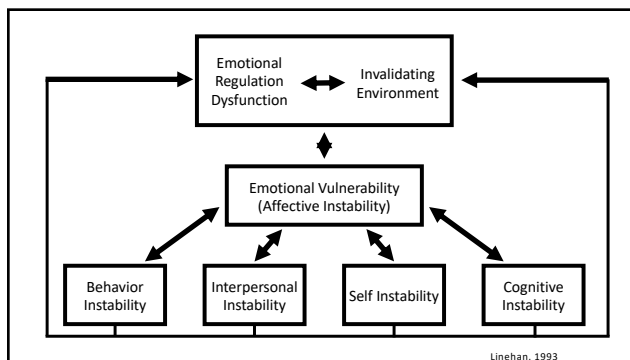 Emotional
Regulation
Dysfunction
Invalidating
Environment
Emotional Vulnerability
(Affective Instability)
Behavior
Instability
Interpersonal
Instability
Self Instability
Cognitive
Instability
Linehan, 1993